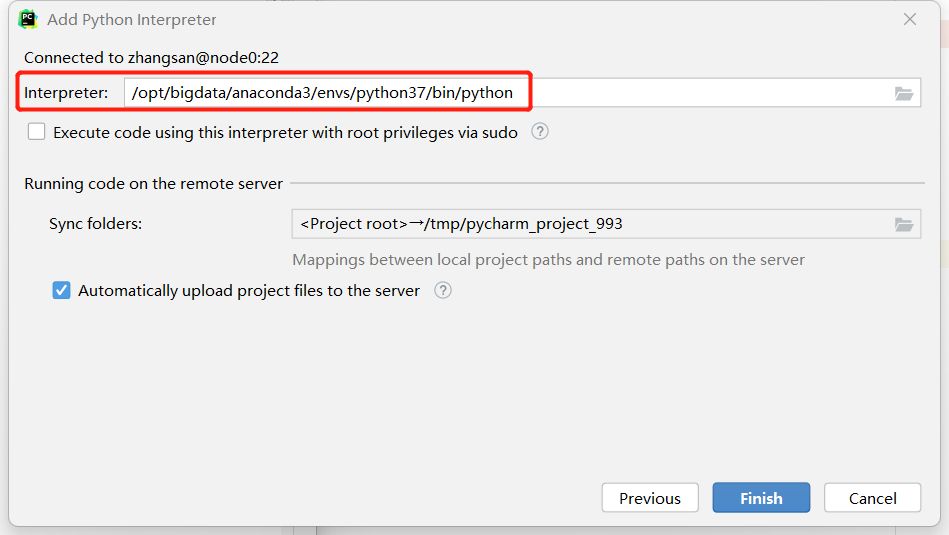 PC
Add Python Interpreter
Connected to zhangsan@node0:22
Interpreter: /opt/bigdata/anaconda3/envs/python37/bin/python
Execute code using this interpreter with root privileges via sudo ?
Running code on the remote server
Sync folders: <Project root>→/tmp/pycharm_project_993
Mappings between local project paths and remote paths on the server
Automatically upload project files to the server ?
Previous Finish Cancel